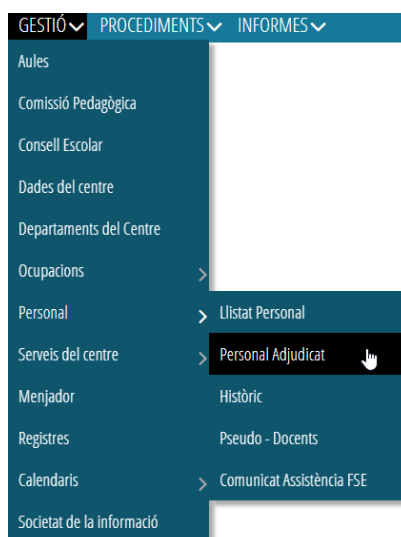 GESTIÓ PROCEDIMENTS INFORMES
Aules
Comissió Pedagògica
Consell Escolar
Dades del centre
Departaments del Centre
Ocupacions
Personal
Serveis del centre
Menjador
Registres
Calendaris
Societat de la informació
Llistat Personal
Personal Adjudicat
Històric
Pseudo - Docents
Comunicat Assistència FSE